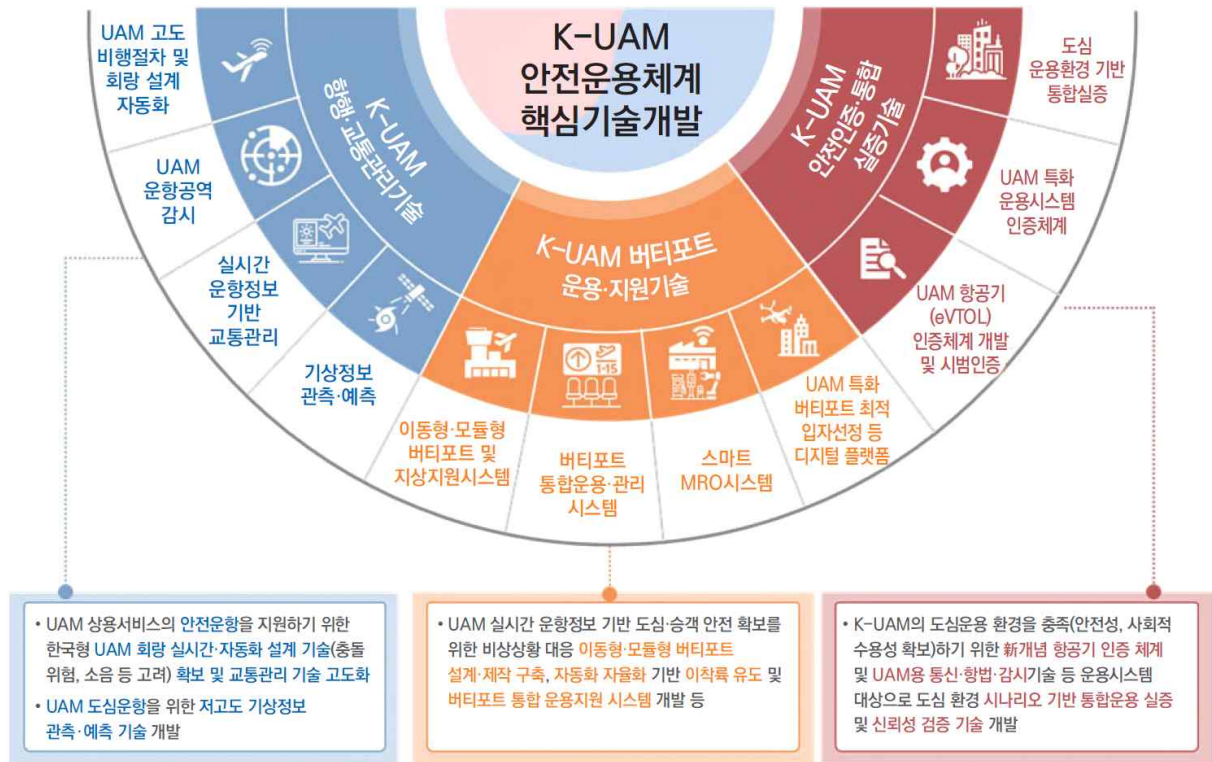 K-UAM
안전운용체계
핵심기술개발
K-UAM
항행·교통관리기술
UAM 고도
비행절차 및
회랑 설계
자동화
UAM
운항공역
감시
실시간
운항정보
기반
교통관리
기상정보
관측·예측
K-UAM 버티포트
운용·지원기술
이동형·모듈형
버티포트 및
지상지원시스템
1-15
버티포트
통합운용·관리
시스템
스마트
MRO시스템
UAM 특화
버티포트 최적
입자선정 등
디지털 플랫폼
K-UAM
안전인증·통합
실증기술
UAM 항공기
(eVTOL)
인증체계 개발
및 시범인증
UAM 특화
운용시스템
인증체계
도심
운용환경 기반
통합실증
• UAM 상용서비스의 안전운항을 지원하기 위한
한국형 UAM 회랑 실시간·자동화 설계 기술(충돌
위험, 소음 등 고려) 확보 및 교통관리 기술 고도화
• UAM 도심운항을 위한 저고도 기상정보
관측·예측 기술 개발
• UAM 실시간 운항정보 기반 도심·승객 안전 확보를
위한 비상상황 대응 이동형·모듈형 버티포트
설계·제작 구축, 자동화 자율화 기반 이착륙 유도 및
버티포트 통합 운용지원 시스템 개발 등
• K-UAM의 도심운용 환경을 충족(안전성, 사회적
수용성 확보)하기 위한 新개념 항공기 인증 체계
및 UAM용 통신·항법·감시기술 등 운용시스템
대상으로 도심 환경 시나리오 기반 통합운용 실증
및 신뢰성 검증 기술 개발